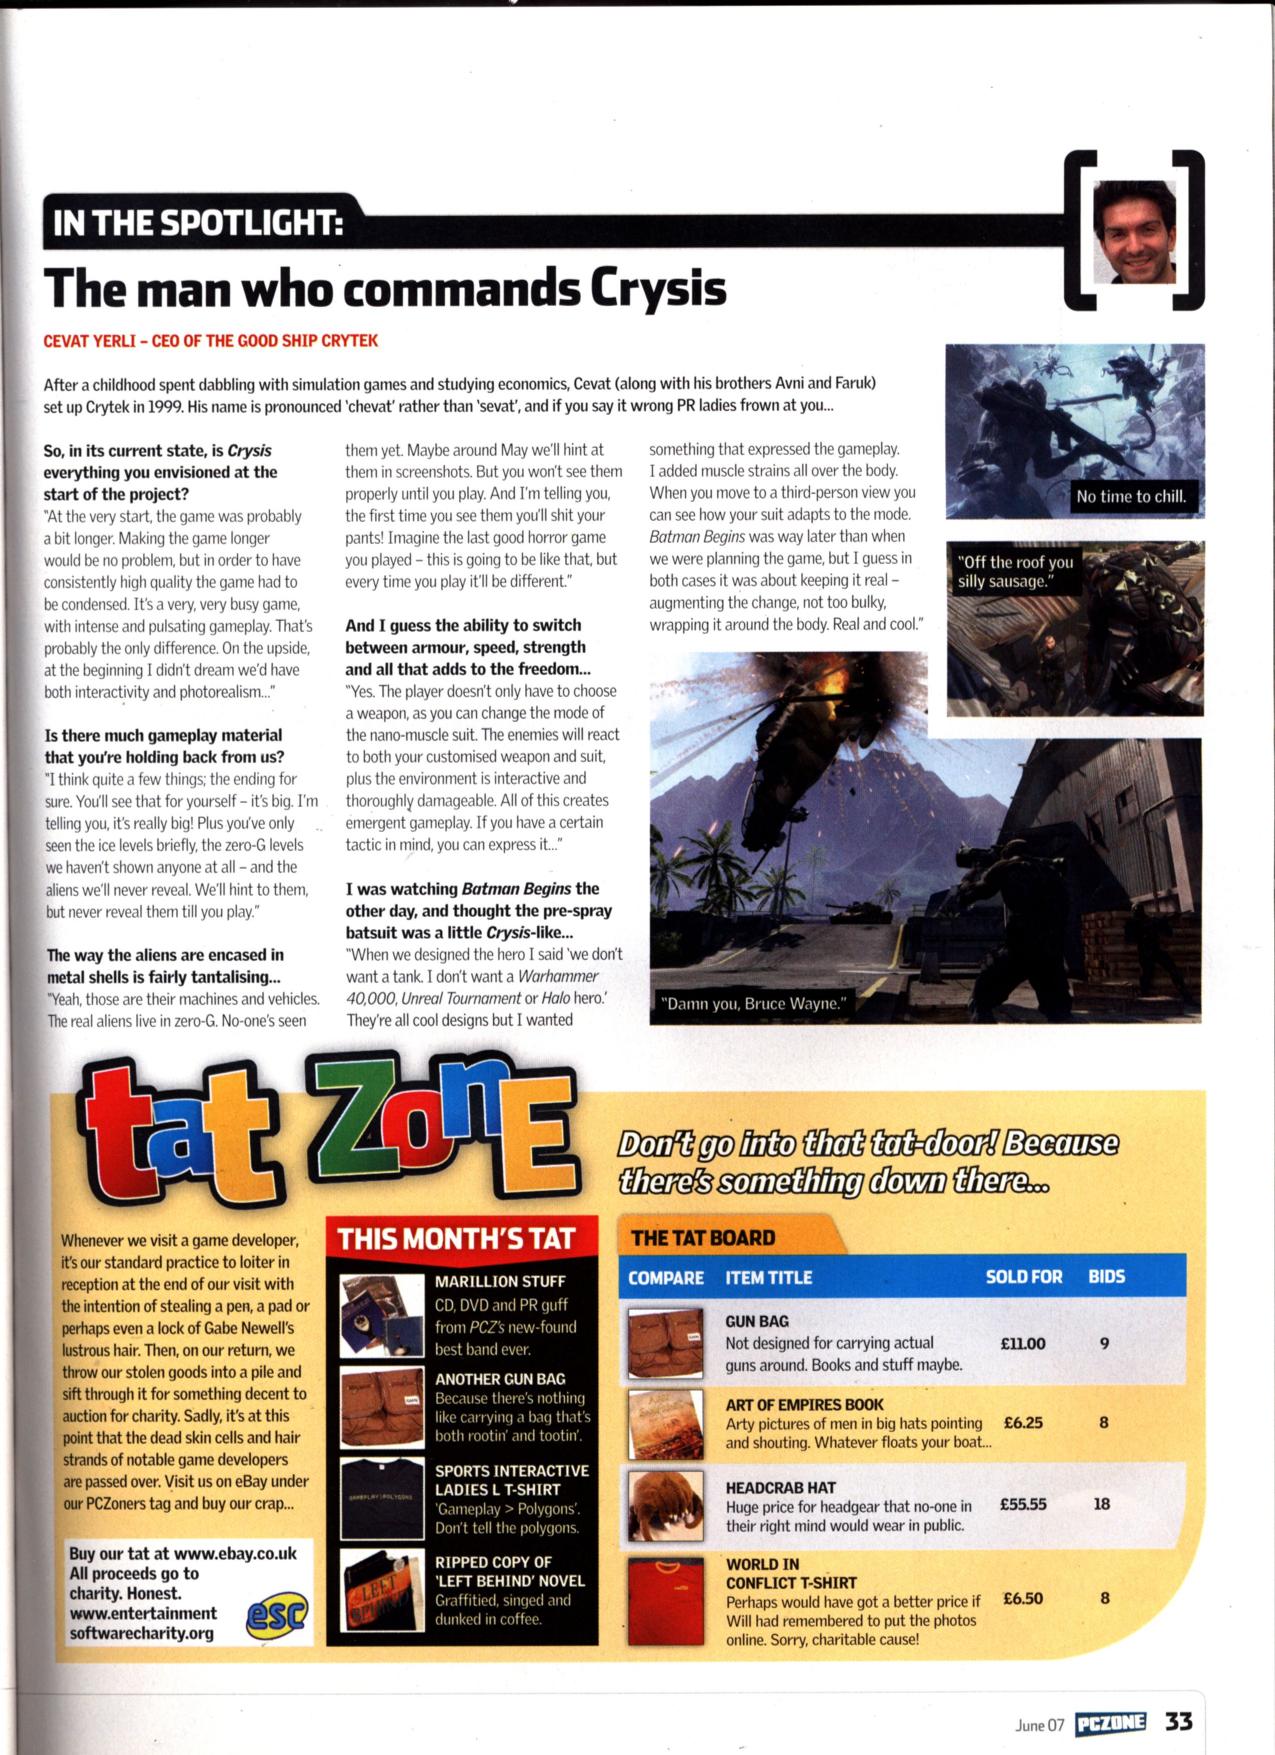 IN THE SPOTLIGHT:
The man who commands Crysis
CEVAT YERLI – CEO OF THE GOOD SHIP CRYTEK
After a childhood spent dabbling with simulation games and studying economics, Cevat (along with his brothers Avni and Faruk)
set up Crytek in 1999. His name is pronounced 'chevat' rather than 'sevat', and if you say it wrong PR ladies frown at you...
So, in its current state, is Crysis
everything you envisioned at the
start of the project?
"At the very start, the game was probably
a bit longer. Making the game longer
would be no problem, but in order to have
consistently high quality the game had to
be condensed. It's a very, very busy game,
with intense and pulsating gameplay. That's
probably the only difference. On the upside,
at the beginning I didn't dream we'd have
both interactivity and photorealism..."
Is there much gameplay material
that you're holding back from us?
"I think quite a few things; the ending for
sure. You'll see that for yourself – it's big. I'm
telling you, it's really big! Plus you've only
seen the ice levels briefly, the zero-G levels
we haven't shown anyone at all – and the
aliens we'll never reveal. We'll hint to them,
but never reveal them till you play."
The way the aliens are encased in
metal shells is fairly tantalising...
"Yeah, those are their machines and vehicles.
The real aliens live in zero-G. No-one's seen
them yet. Maybe around May we'll hint at
them in screenshots. But you won't see them
properly until you play. And I'm telling you,
the first time you see them you'll shit your
pants! Imagine the last good horror game
you played – this is going to be like that, but
every time you play it'll be different."
And I guess the ability to switch
between armour, speed, strength
and all that adds to the freedom...
"Yes. The player doesn't only have to choose
a weapon, as you can change the mode of
the nano-muscle suit. The enemies will react
to both your customised weapon and suit,
plus the environment is interactive and
thoroughly damageable. All of this creates
emergent gameplay. If you have a certain
tactic in mind, you can express it..."
I was watching Batman Begins the
other day, and thought the pre-spray
batsuit was a little Crysis-like...
"When we designed the hero I said 'we don't
want a tank. I don't want a Warhammer
40,000, Unreal Tournament or Halo hero.'
They're all cool designs but I wanted
something that expressed the gameplay.
I added muscle strains all over the body.
When you move to a third-person view you
can see how your suit adapts to the mode.
Batman Begins was way later than when
we were planning the game, but I guess in
both cases it was about keeping it real –
augmenting the change, not too bulky,
wrapping it around the body. Real and cool."
No time to chill.
"Off the roof you
silly sausage."
"Damn you, Bruce Wayne."
tat ZonE
Don't go into that tat-door! Because
there's something down there...
Whenever we visit a game developer,
it's our standard practice to loiter in
reception at the end of our visit with
the intention of stealing a pen, a pad or
perhaps even a lock of Gabe Newell's
lustrous hair. Then, on our return, we
throw our stolen goods into a pile and
sift through it for something decent to
auction for charity. Sadly, it's at this
point that the dead skin cells and hair
strands of notable game developers
are passed over. Visit us on eBay under
our PCZoners tag and buy our crap...
Buy our tat at www.ebay.co.uk
All proceeds go to
charity. Honest.
www.entertainment
softwarecharity.org
esc
THIS MONTH'S TAT
MARILLION STUFF
CD, DVD and PR guff
from PCZ's new-found
best band ever.
ANOTHER GUN BAG
Because there's nothing
like carrying a bag that's
both rootin' and tootin'.
GAMEPLAY>POLYGONS
SPORTS INTERACTIVE
LADIES L T-SHIRT
'Gameplay > Polygons'.
Don't tell the polygons.
LEFT
RIPPED COPY OF
'LEFT BEHIND' NOVEL
Graffitied, singed and
dunked in coffee.
THE TAT BOARD
COMPARE ITEM TITLE SOLD FOR BIDS
GUN BAG
Not designed for carrying actual
guns around. Books and stuff maybe.
£11.00 9
ART OF EMPIRES BOOK
Arty pictures of men in big hats pointing
and shouting. Whatever floats your boat...
£6.25 8
HEADCRAB HAT
Huge price for headgear that no-one in
their right mind would wear in public.
£55.55 18
WORLD IN
CONFLICT T-SHIRT
Perhaps would have got a better price if
Will had remembered to put the photos
online. Sorry, charitable cause!
£6.50 8
June 07 PCZONE 33